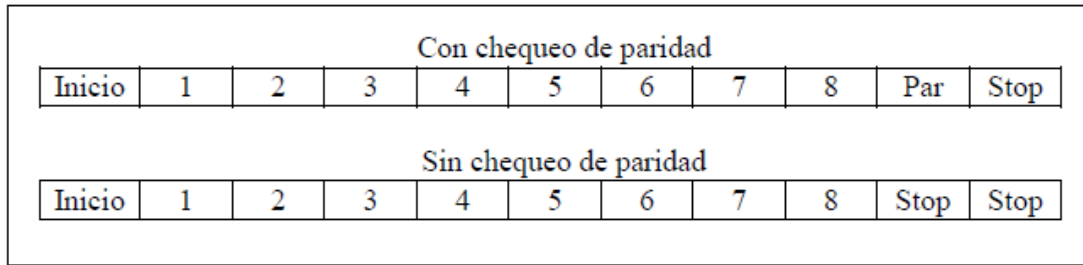 Con chequeo de paridad
Inicio 1 2 3 4 5 6 7 8 Par Stop
Sin chequeo de paridad
Inicio 1 2 3 4 5 6 7 8 Stop Stop